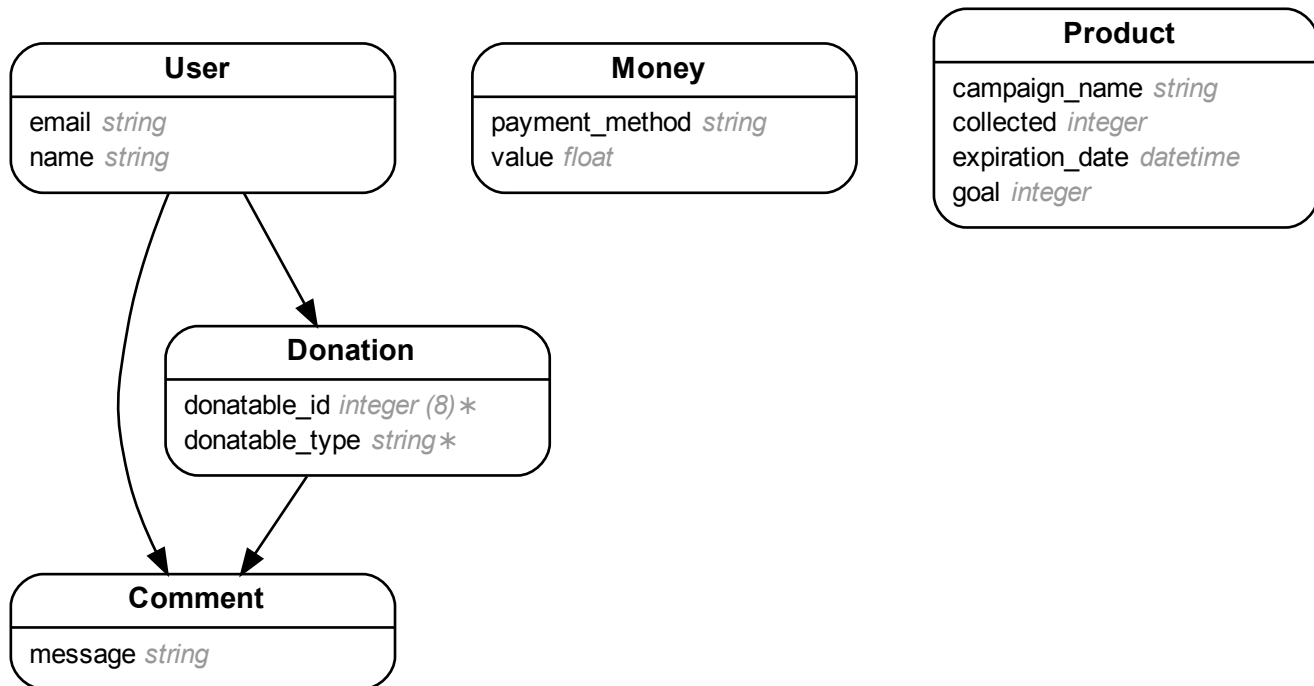 User
email string
name string
Money
payment_method string
value float
Product
campaign_name string
collected integer
expiration_date datetime
goal integer
Donation
donatable_id integer (8)∗
donatable_type string∗
Comment
message string